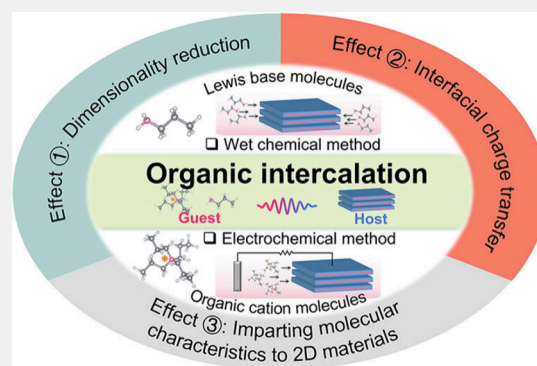 Effect ①: Dimensionality reduction
Effect ②: Interfacial charge transfer
Lewis base molecules
❑ Wet chemical method
Organic intercalation
Guest
Host
❑ Electrochemical method
Organic cation molecules
Effect ③: Imparting molecular
characteristics to 2D materials